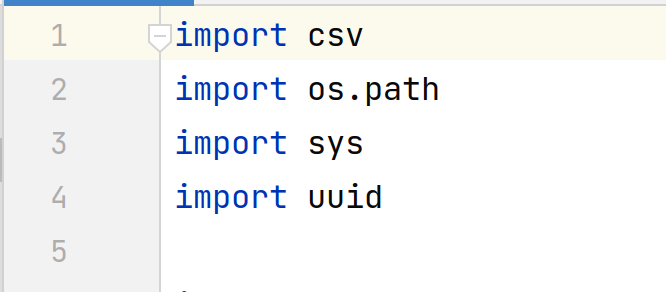 1 import csv
2 import os.path
3 import sys
4 import uuid
5